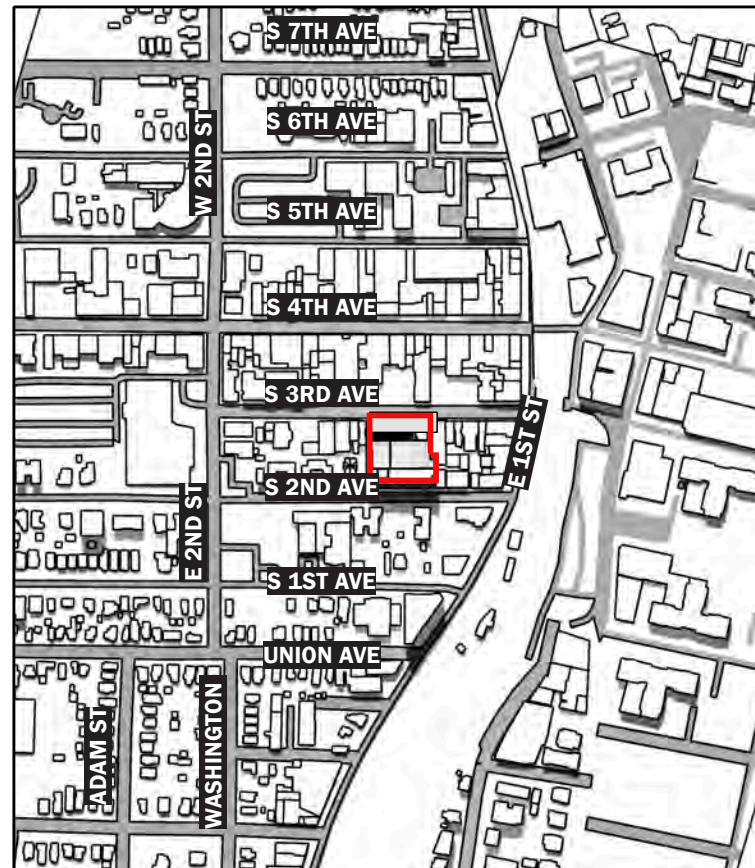 S 7TH AVE
S 6TH AVE
W 2ND ST
S 5TH AVE
S 4TH AVE
S 3RD AVE
E 1ST ST
S 2ND AVE
E 2ND ST
S 1ST AVE
UNION AVE
ADAM ST
WASHINGTON